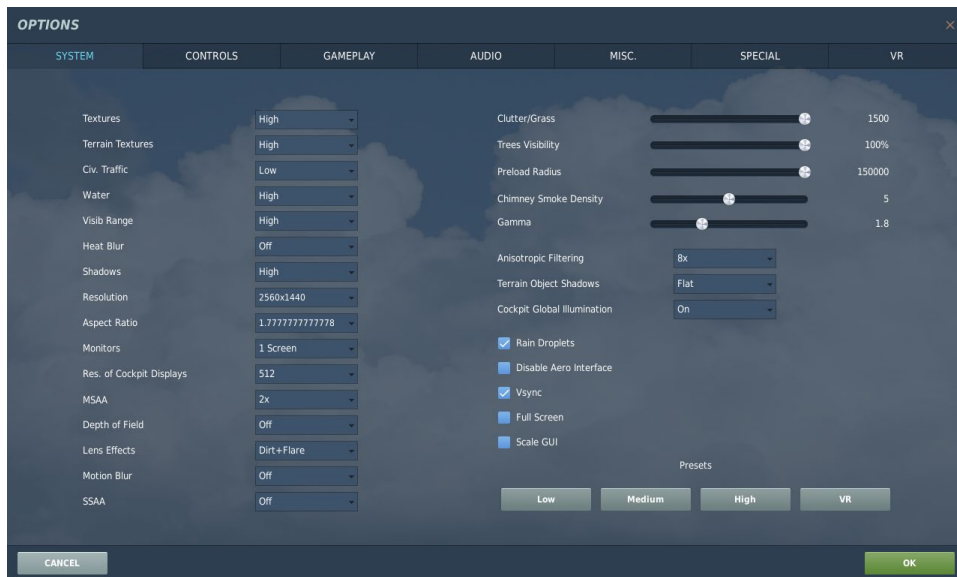 OPTIONS
SYSTEM CONTROLS GAMEPLAY AUDIO MISC. SPECIAL VR
Textures High
Terrain Textures High
Civ. Traffic Low
Water High
Visib Range High
Heat Blur Off
Shadows High
Resolution 2560x1440
Aspect Ratio 1.7777777777778
Monitors 1 Screen
Res. of Cockpit Displays 512
MSAA 2x
Depth of Field Off
Lens Effects Dirt+Flare
Motion Blur Off
SSAA Off
Clutter/Grass 1500
Trees Visibility 100%
Preload Radius 150000
Chimney Smoke Density 5
Gamma 1.8
Anisotropic Filtering 8x
Terrain Object Shadows Flat
Cockpit Global Illumination On
Rain Droplets
Disable Aero Interface
Vsync
Full Screen
Scale GUI
Presets
Low Medium High VR
CANCEL OK